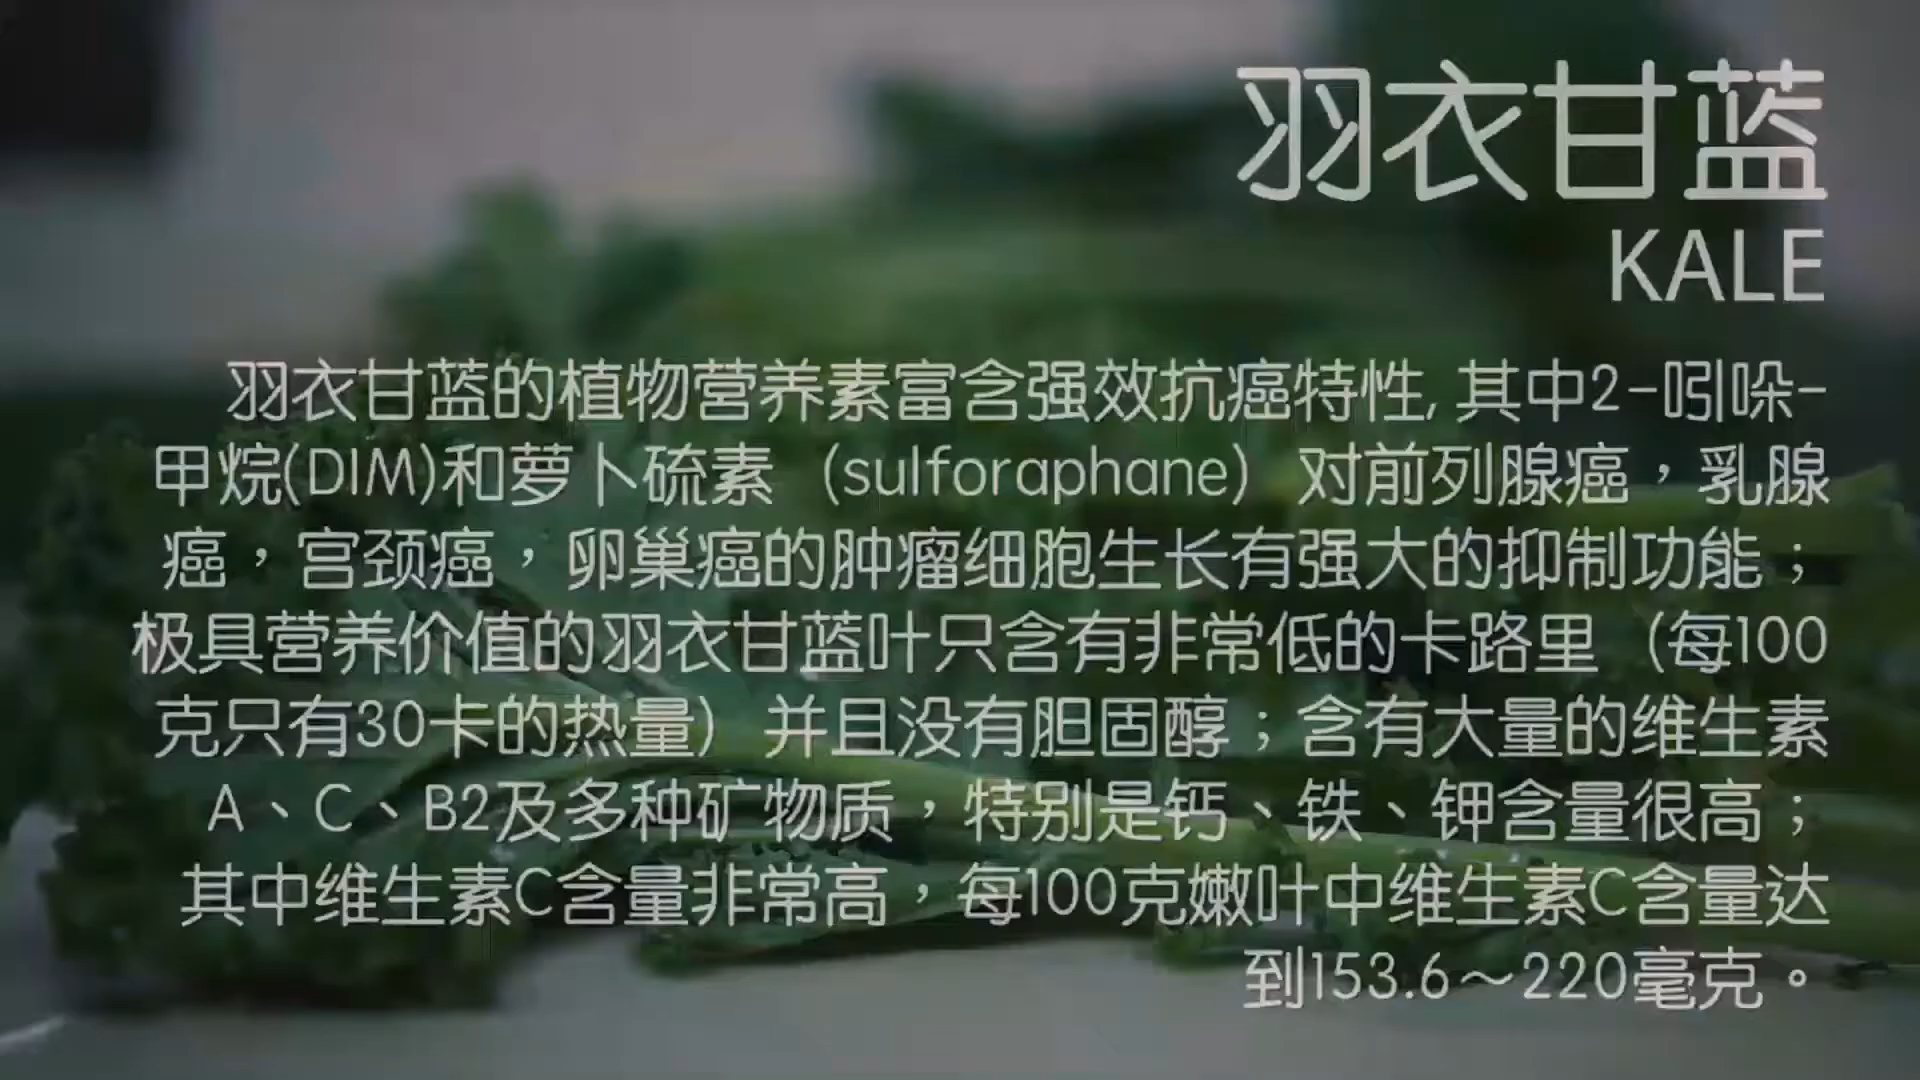 羽衣甘蓝
KALE
羽衣甘蓝的植物营养素富含强效抗癌特性, 其中2-吲哚-
甲烷(DIM)和萝卜硫素（sulforaphane）对前列腺癌，乳腺
癌，宫颈癌，卵巢癌的肿瘤细胞生长有强大的抑制功能；
极具营养价值的羽衣甘蓝叶只含有非常低的卡路里（每100
克只有30卡的热量）并且没有胆固醇；含有大量的维生素
A、C、B2及多种矿物质，特别是钙、铁、钾含量很高；
其中维生素C含量非常高，每100克嫩叶中维生素C含量达
到153.6～220毫克。